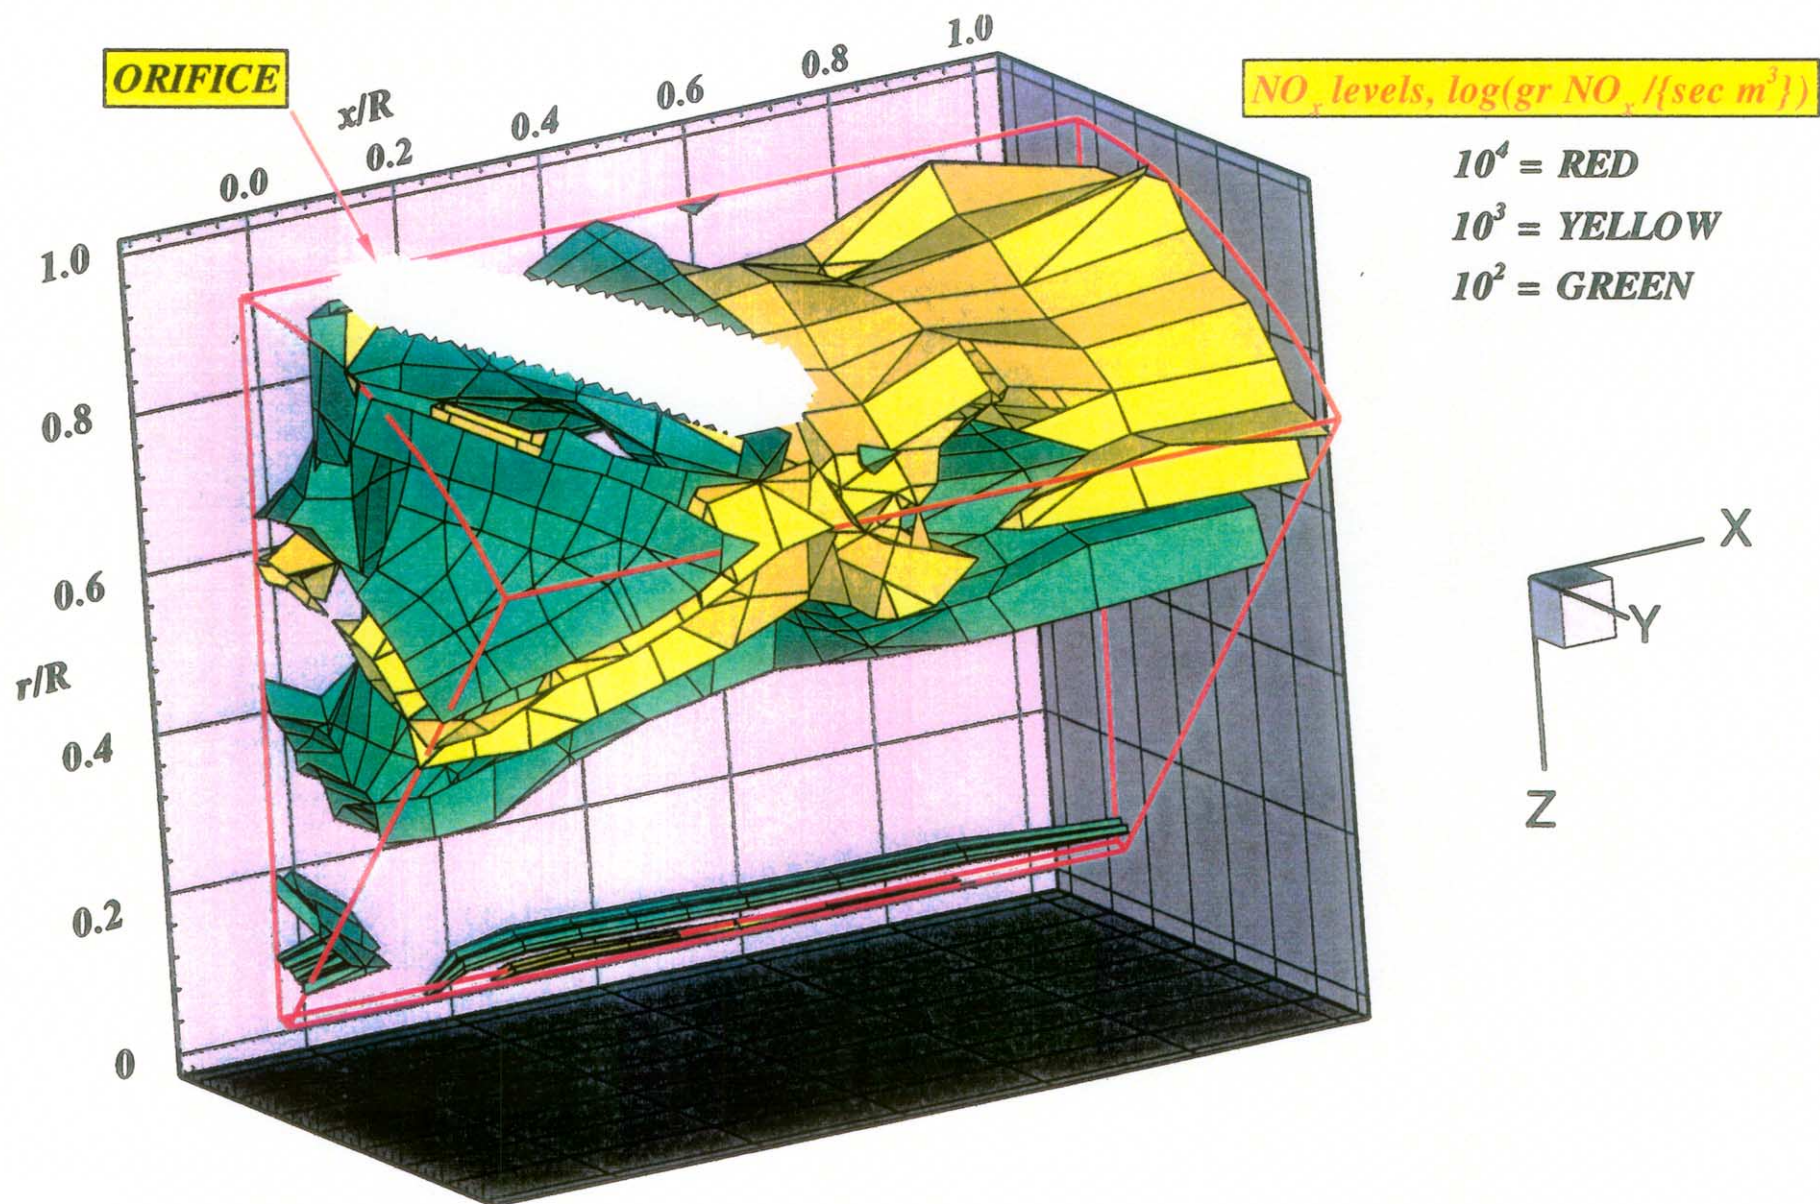 ORIFICE
NOx levels, log(gr NOx /{sec m³})
10⁴ = RED
10³ = YELLOW
10² = GREEN
x/R
0.0
0.2
0.4
0.6
0.8
1.0
r/R
1.0
0.8
0.6
0.4
0.2
0
X
Y
Z